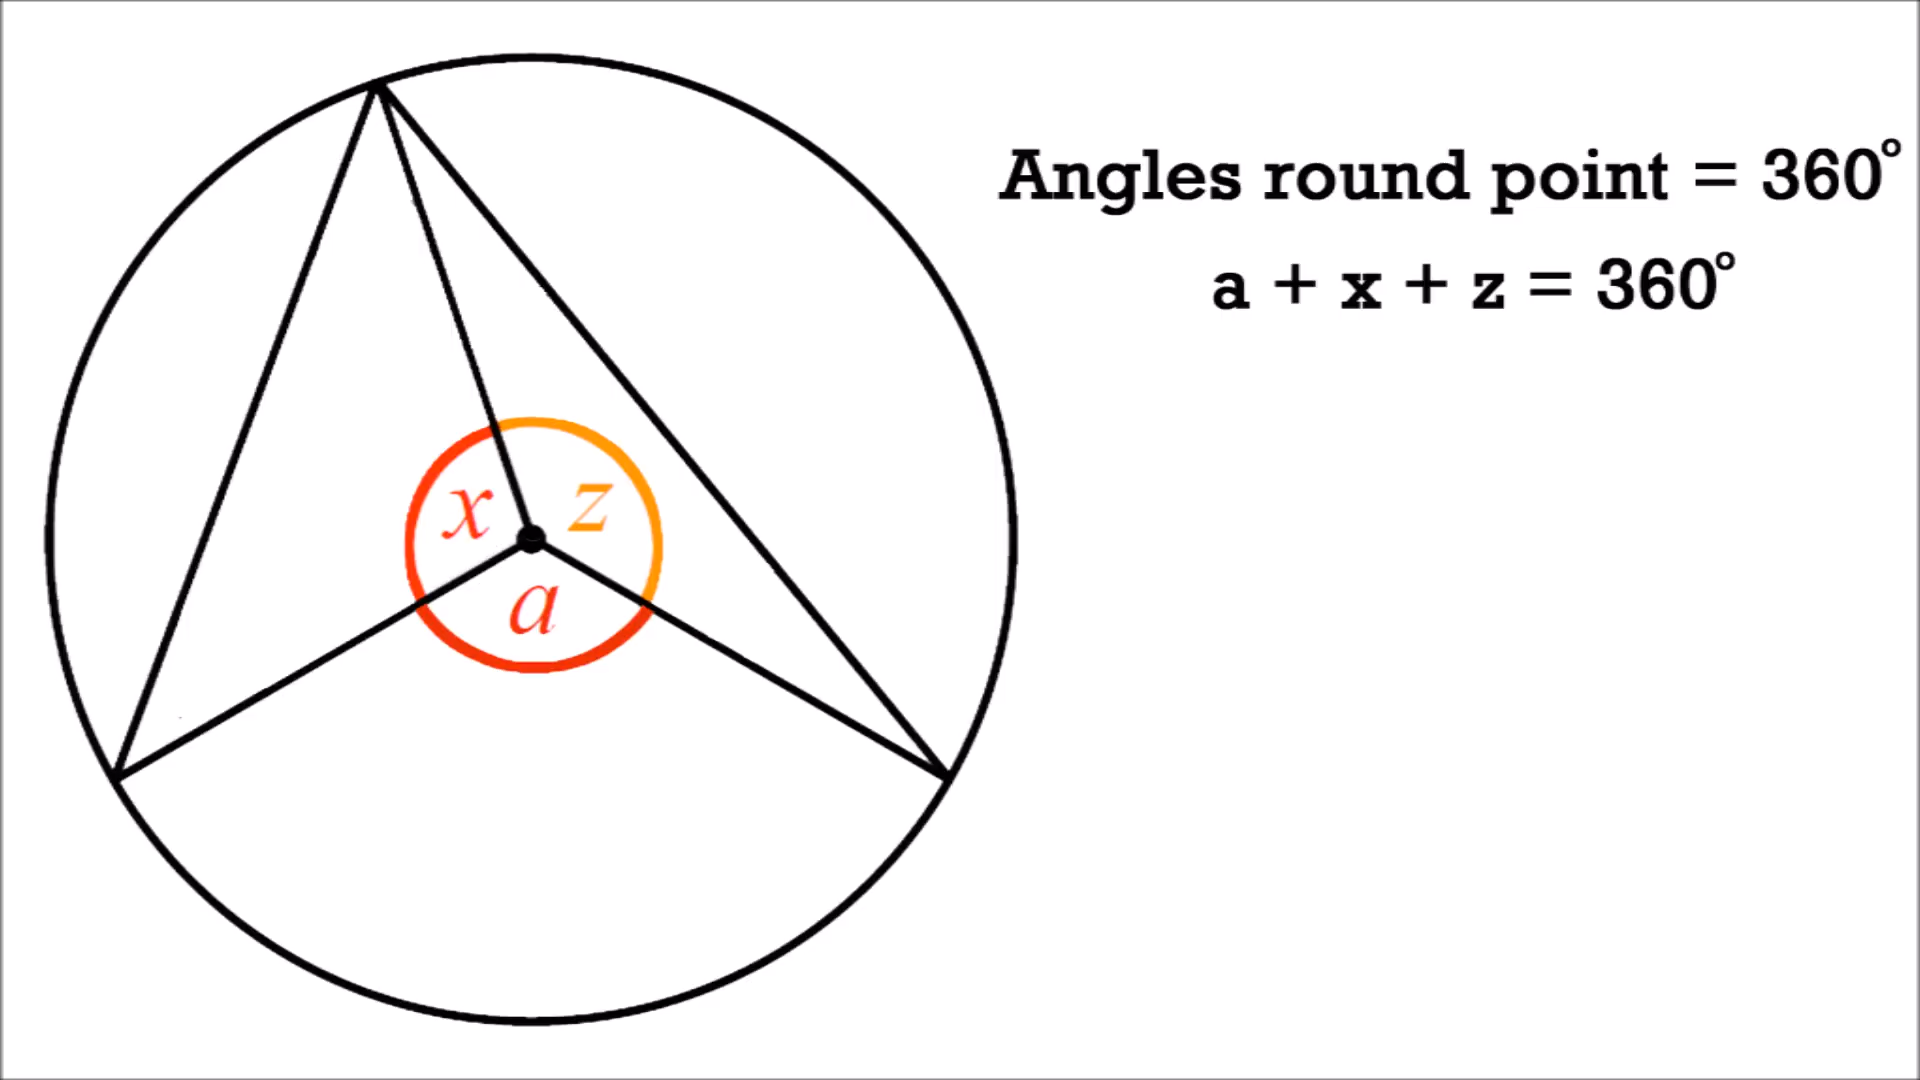 Angles round point = 360°
a + x + z = 360°
x z
a